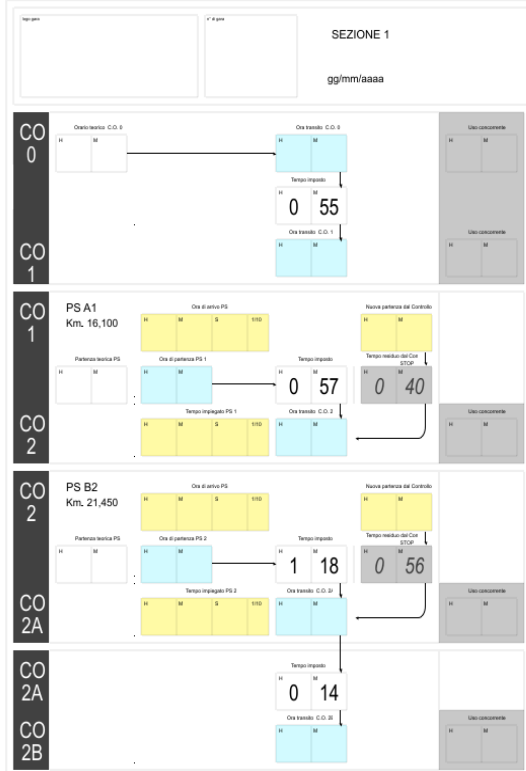 logo gara
n° di gara
SEZIONE 1
gg/mm/aaaa
CO 0
Orario teorico C.O. 0
H M
Ora transito C.O. 0
H M
Uso concorrente
H M
Tempo imposto
H M
0 55
CO 1
Ora transito C.O. 1
H M
Uso concorrente
H M
CO 1
PS A1
Km. 16,100
Ora di arrivo PS
H M S 1/10
Nuova partenza dal Controllo
H M
Partenza teorica PS
H M
Ora di partenza PS 1
H M
Tempo imposto
H M
0 57
Tempo residuo dal Con
STOP
H M
0 40
CO 2
Tempo impiegato PS 1
H M S 1/10
Ora transito C.O. 2
H M
Uso concorrente
H M
CO 2
PS B2
Km. 21,450
Ora di arrivo PS
H M S 1/10
Nuova partenza dal Controllo
H M
Partenza teorica PS
H M
Ora di partenza PS 2
H M
Tempo imposto
H M
1 18
Tempo residuo dal Con
STOP
H M
0 56
CO 2A
Tempo impiegato PS 2
H M S 1/10
Ora transito C.O. 2/
H M
Uso concorrente
H M
CO 2A
Tempo imposto
H M
0 14
CO 2B
Ora transito C.O. 2I
H M
Uso concorrente
H M